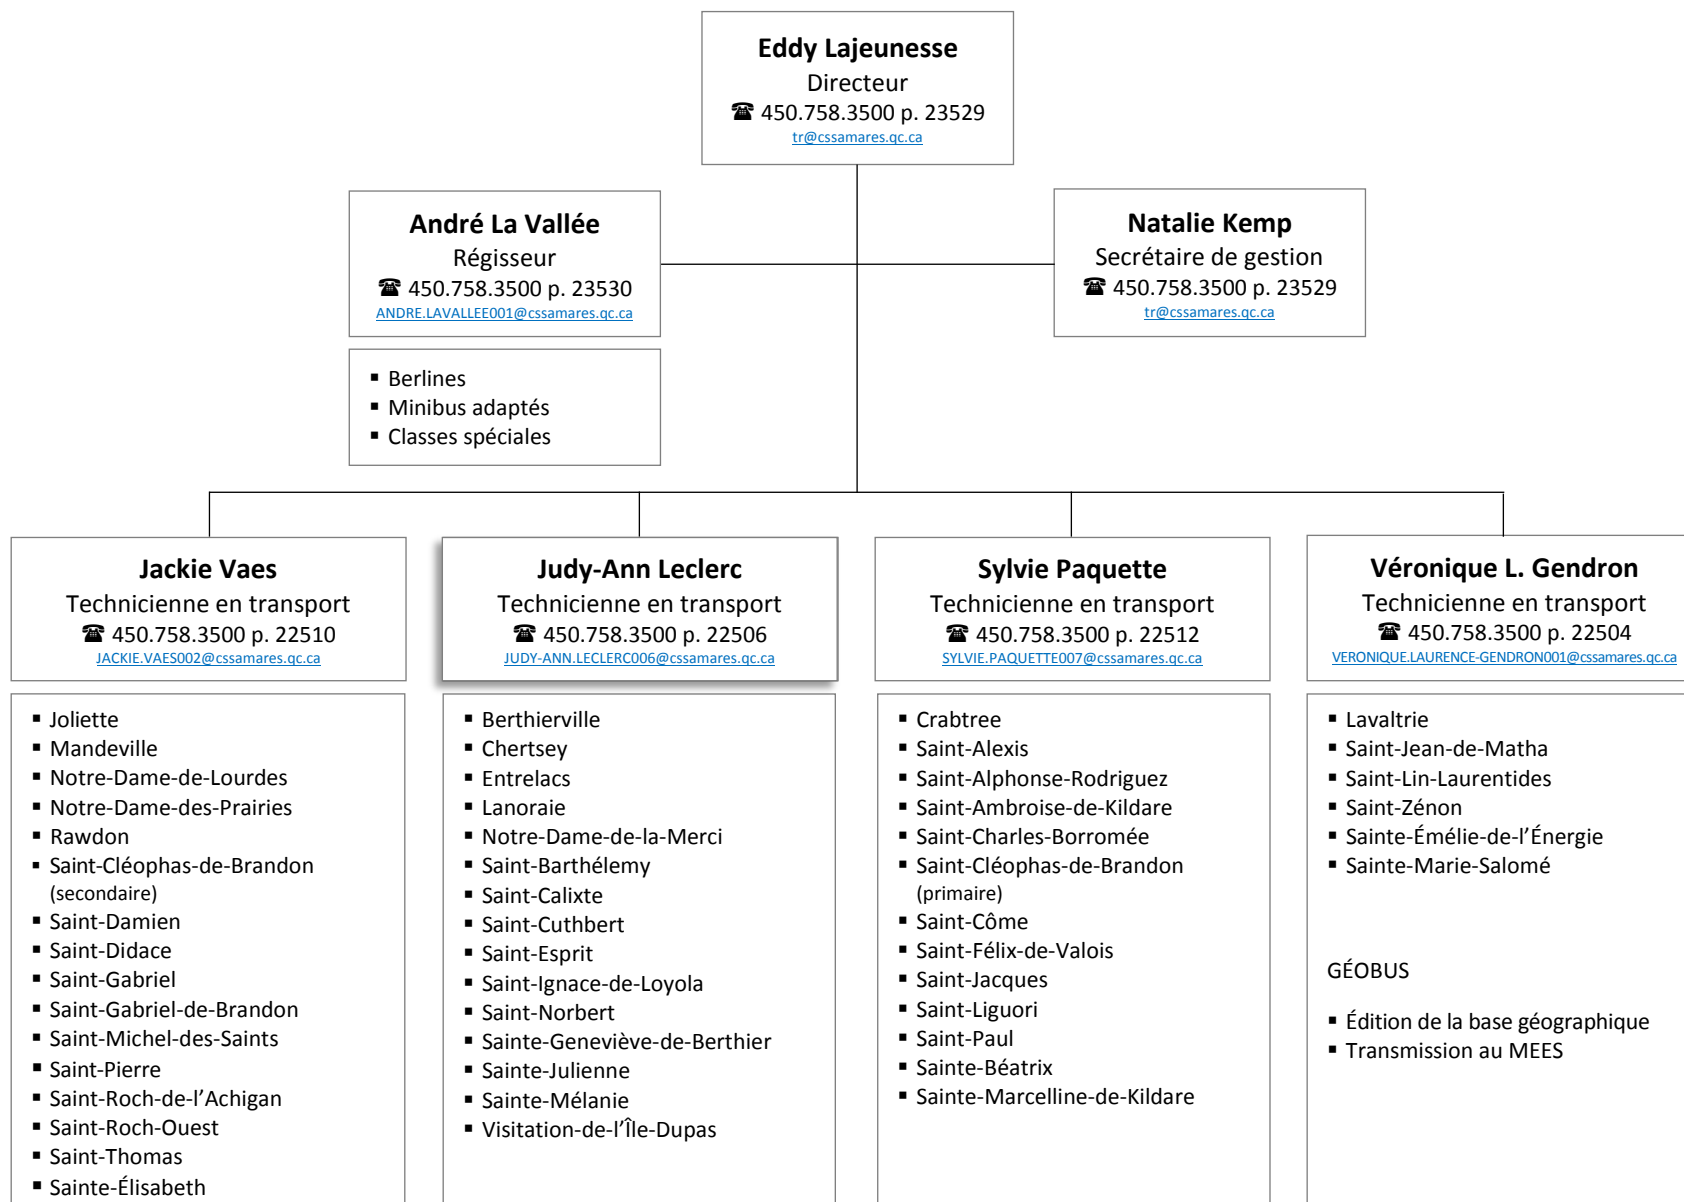 Eddy Lajeunesse
Directeur
☎ 450.758.3500 p. 23529
tr@cssamares.qc.ca
André La Vallée
Régisseur
☎ 450.758.3500 p. 23530
ANDRE.LAVALLEE001@cssamares.qc.ca
Natalie Kemp
Secrétaire de gestion
☎ 450.758.3500 p. 23529
tr@cssamares.qc.ca
▪ Berlines
▪ Minibus adaptés
▪ Classes spéciales
Jackie Vaes
Technicienne en transport
☎ 450.758.3500 p. 22510
JACKIE.VAES002@cssamares.qc.ca
▪ Joliette
▪ Mandeville
▪ Notre-Dame-de-Lourdes
▪ Notre-Dame-des-Prairies
▪ Rawdon
▪ Saint-Cléophas-de-Brandon
(secondaire)
▪ Saint-Damien
▪ Saint-Didace
▪ Saint-Gabriel
▪ Saint-Gabriel-de-Brandon
▪ Saint-Michel-des-Saints
▪ Saint-Pierre
▪ Saint-Roch-de-l’Achigan
▪ Saint-Roch-Ouest
▪ Saint-Thomas
▪ Sainte-Élisabeth
Judy-Ann Leclerc
Technicienne en transport
☎ 450.758.3500 p. 22506
JUDY-ANN.LECLERC006@cssamares.qc.ca
▪ Berthierville
▪ Chertsey
▪ Entrelacs
▪ Lanoraie
▪ Notre-Dame-de-la-Merci
▪ Saint-Barthélemy
▪ Saint-Calixte
▪ Saint-Cuthbert
▪ Saint-Esprit
▪ Saint-Ignace-de-Loyola
▪ Saint-Norbert
▪ Sainte-Geneviève-de-Berthier
▪ Sainte-Julienne
▪ Sainte-Mélanie
▪ Visitation-de-l’Île-Dupas
Sylvie Paquette
Technicienne en transport
☎ 450.758.3500 p. 22512
SYLVIE.PAQUETTE007@cssamares.qc.ca
▪ Crabtree
▪ Saint-Alexis
▪ Saint-Alphonse-Rodriguez
▪ Saint-Ambroise-de-Kildare
▪ Saint-Charles-Borromée
▪ Saint-Cléophas-de-Brandon
(primaire)
▪ Saint-Côme
▪ Saint-Félix-de-Valois
▪ Saint-Jacques
▪ Saint-Liguori
▪ Saint-Paul
▪ Sainte-Béatrix
▪ Sainte-Marcelline-de-Kildare
Véronique L. Gendron
Technicienne en transport
☎ 450.758.3500 p. 22504
VERONIQUE.LAURENCE-GENDRON001@cssamares.qc.ca
▪ Lavaltrie
▪ Saint-Jean-de-Matha
▪ Saint-Lin-Laurentides
▪ Saint-Zénon
▪ Sainte-Émélie-de-l’Énergie
▪ Sainte-Marie-Salomé
GÉOBUS
▪ Édition de la base géographique
▪ Transmission au MEES